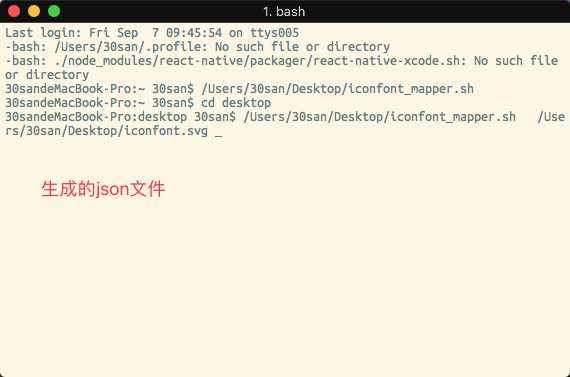 1. bash
Last login: Fri Sep  7 09:45:54 on ttys005
-bash: /Users/30san/.profile: No such file or directory
-bash: ./node_modules/react-native/packager/react-native-xcode.sh: No such file
or directory
30sandeMacBook-Pro:~ 30san$ /Users/30san/Desktop/iconfont_mapper.sh
30sandeMacBook-Pro:~ 30san$ cd desktop
30sandeMacBook-Pro:desktop 30san$ /Users/30san/Desktop/iconfont_mapper.sh   /Use
rs/30san/Desktop/iconfont.svg _
生成的json文件